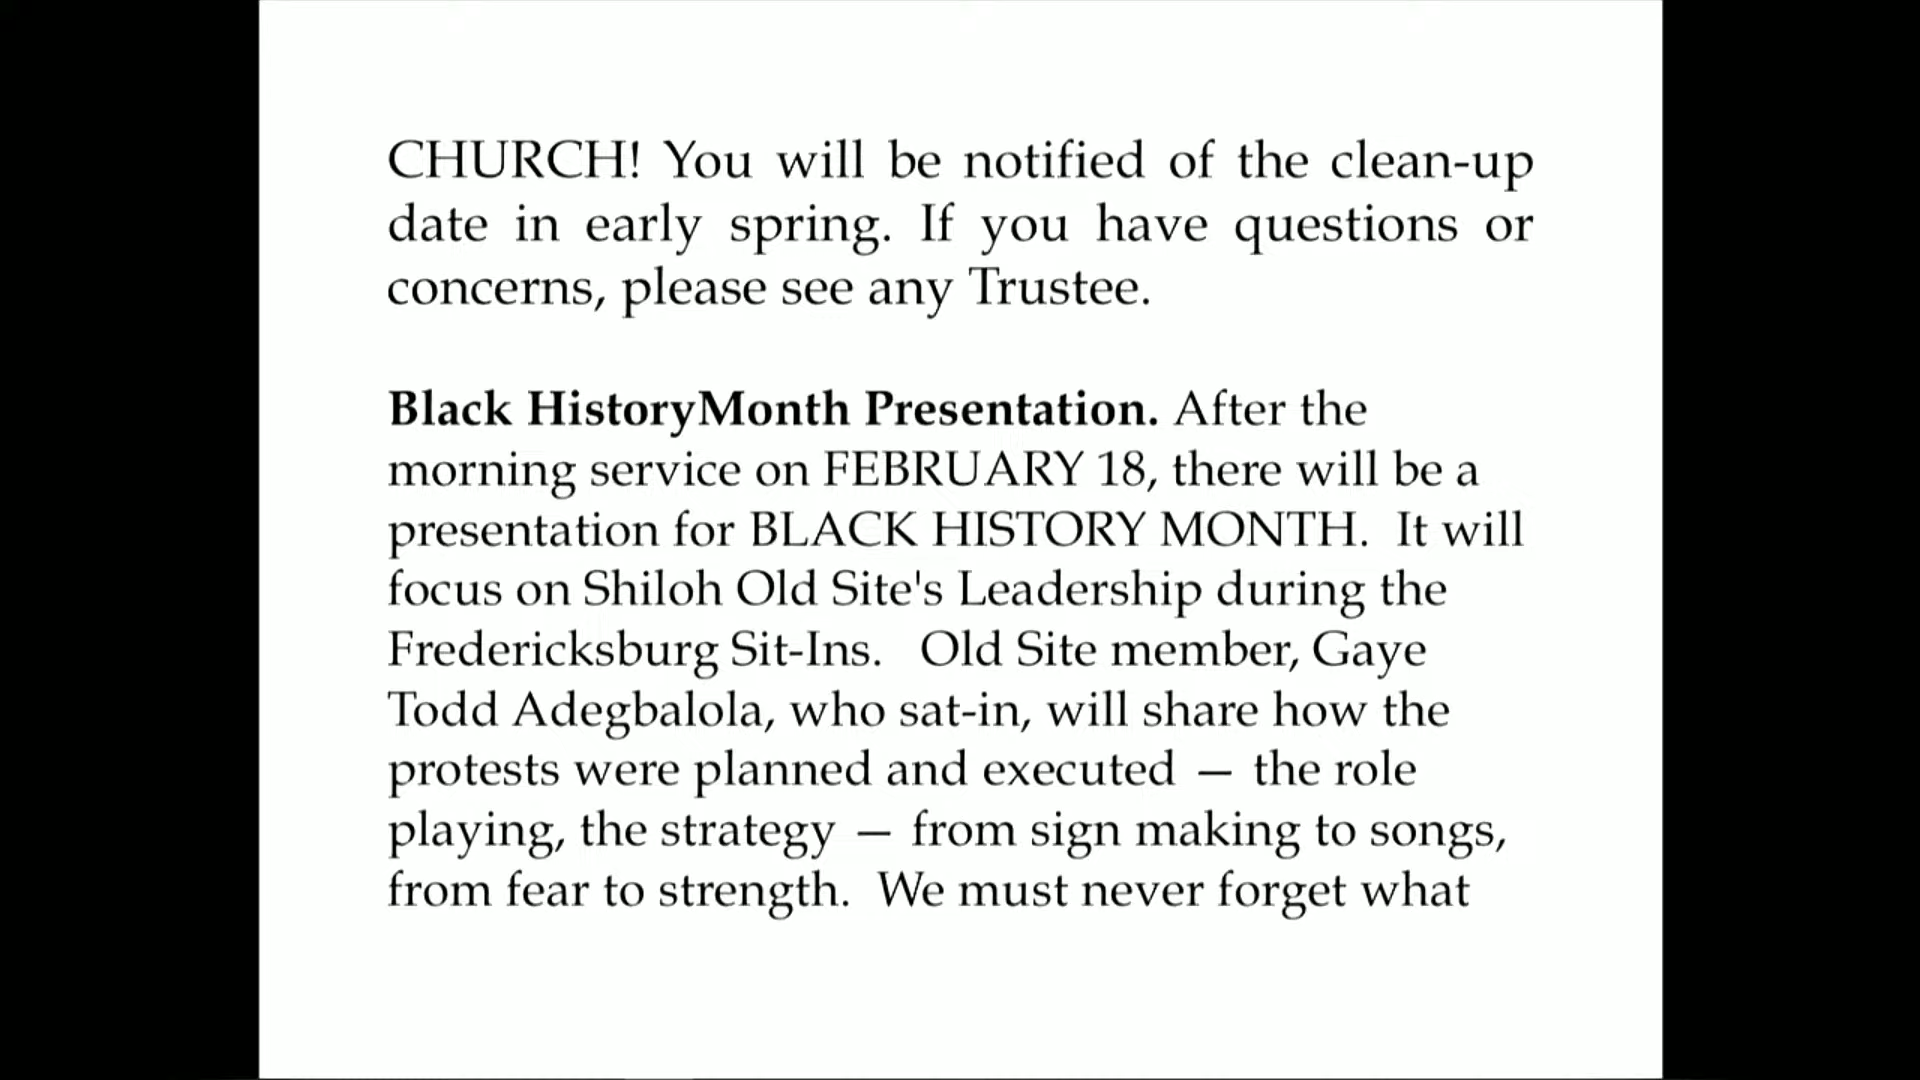 CHURCH! You will be notified of the clean-up
date in early spring. If you have questions or
concerns, please see any Trustee.
Black HistoryMonth Presentation. After the
morning service on FEBRUARY 18, there will be a
presentation for BLACK HISTORY MONTH.  It will
focus on Shiloh Old Site's Leadership during the
Fredericksburg Sit-Ins.   Old Site member, Gaye
Todd Adegbalola, who sat-in, will share how the
protests were planned and executed — the role
playing, the strategy — from sign making to songs,
from fear to strength.  We must never forget what